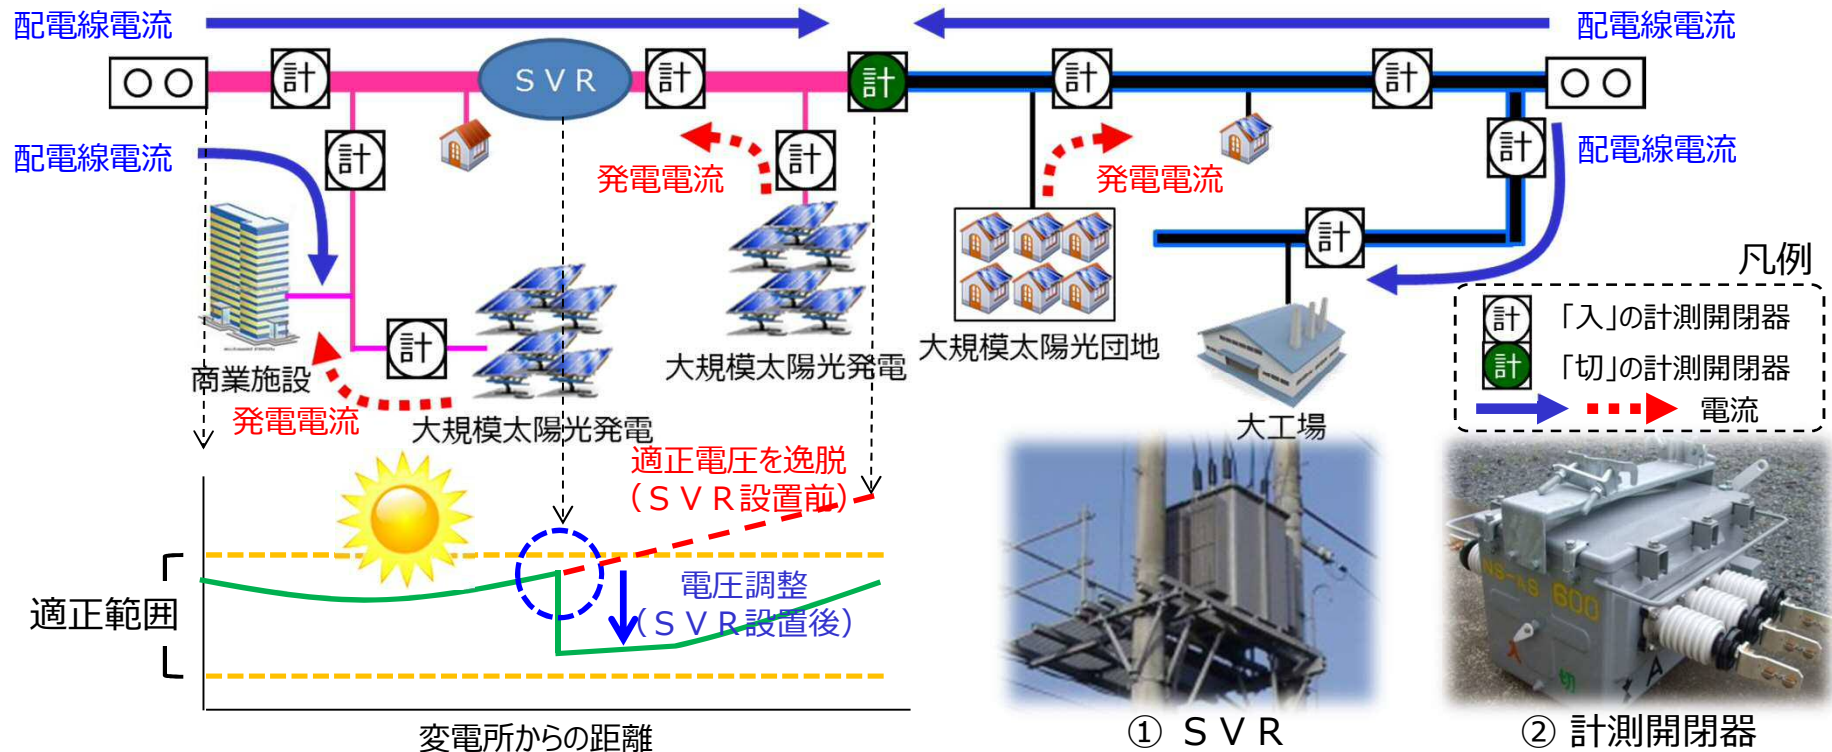 配電線電流
配電線電流
計
SVR
計
計
計
計
配電線電流
計
発電電流
計
発電電流
計
配電線電流
計
凡例
計
「入」の計測開閉器
計
「切」の計測開閉器
電流
商業施設
計
大規模太陽光発電
大規模太陽光団地
発電電流
大規模太陽光発電
大工場
適正電圧を逸脱
(SVR設置前)
電圧調整
(SVR設置後)
適正範囲
変電所からの距離
NS-AS 600
入
切
A
① SVR
② 計測開閉器